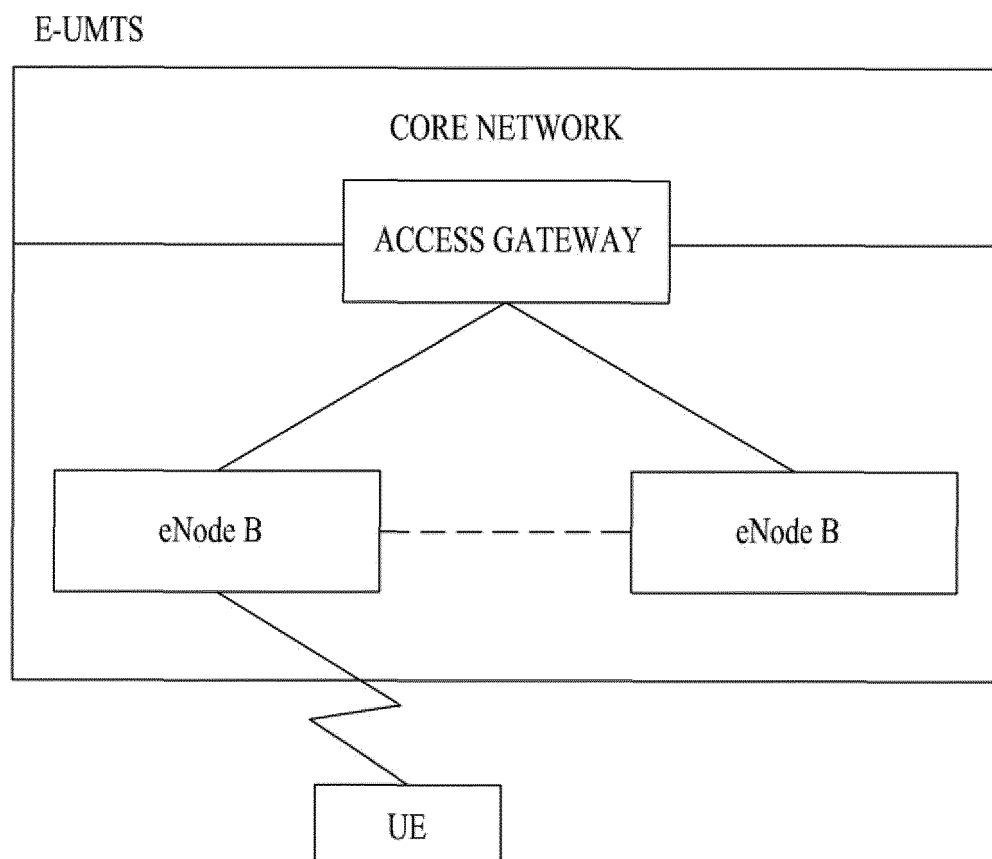 E-UMTS
CORE NETWORK
ACCESS GATEWAY
eNode B
eNode B
UE